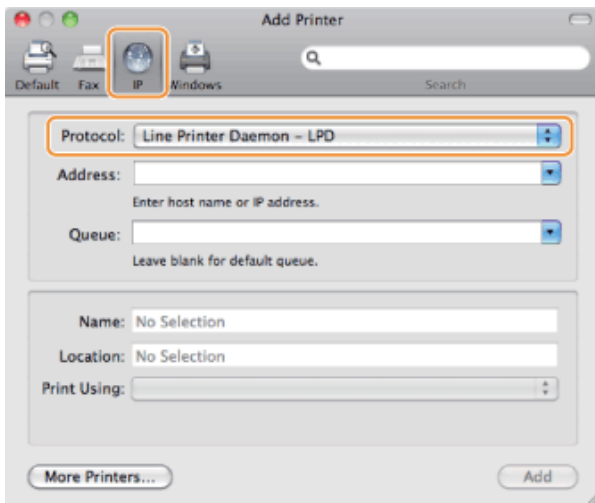 Add Printer
Default Fax IP Windows Search
Protocol: Line Printer Daemon – LPD
Address:
Enter host name or IP address.
Queue:
Leave blank for default queue.
Name: No Selection
Location: No Selection
Print Using:
More Printers... Add